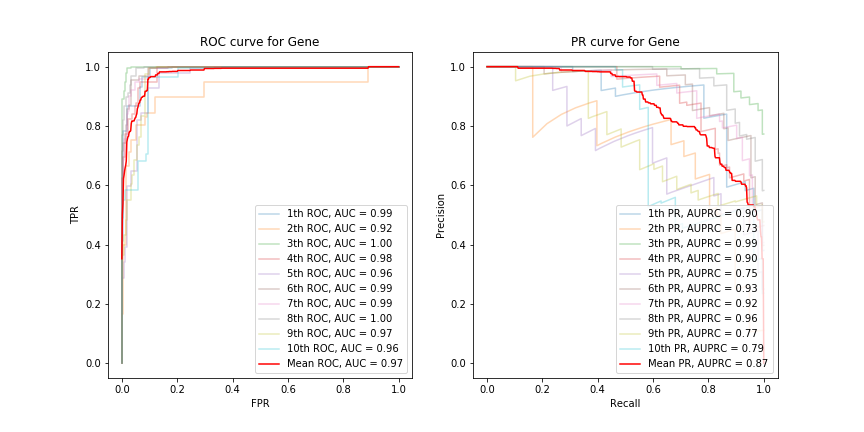 ROC curve for Gene
TPR
1.0
0.8
0.6
0.4
0.2
0.0
1th ROC, AUC = 0.99
2th ROC, AUC = 0.92
3th ROC, AUC = 1.00
4th ROC, AUC = 0.98
5th ROC, AUC = 0.96
6th ROC, AUC = 0.99
7th ROC, AUC = 0.99
8th ROC, AUC = 1.00
9th ROC, AUC = 0.97
10th ROC, AUC = 0.96
Mean ROC, AUC = 0.97
0.0 0.2 0.4 0.6 0.8 1.0
FPR
PR curve for Gene
Precision
1.0
0.8
0.6
0.4
0.2
0.0
1th PR, AUPRC = 0.90
2th PR, AUPRC = 0.73
3th PR, AUPRC = 0.99
4th PR, AUPRC = 0.90
5th PR, AUPRC = 0.75
6th PR, AUPRC = 0.93
7th PR, AUPRC = 0.92
8th PR, AUPRC = 0.96
9th PR, AUPRC = 0.77
10th PR, AUPRC = 0.79
Mean PR, AUPRC = 0.87
0.0 0.2 0.4 0.6 0.8 1.0
Recall